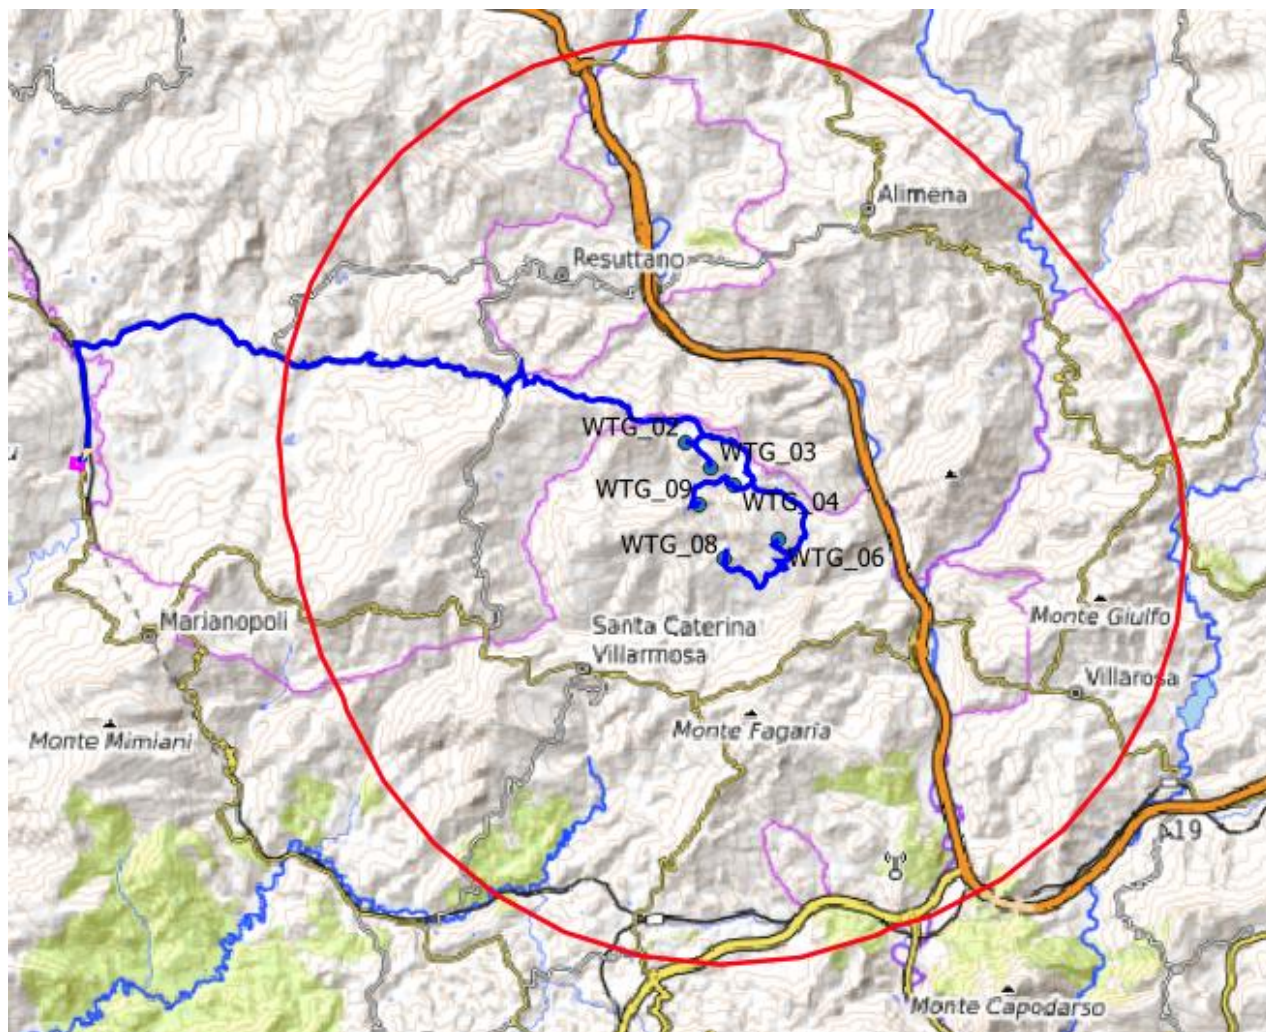 Alimena
Resuttano
WTG_02
WTG_03
WTG_09
WTG_04
WTG_08
WTG_06
Marianopoli
Santa Caterina
Villarmosa
Monte Giulfo
Villarosa
Monte Fagaria
Monte Mimiani
A19
Monte Capodarso